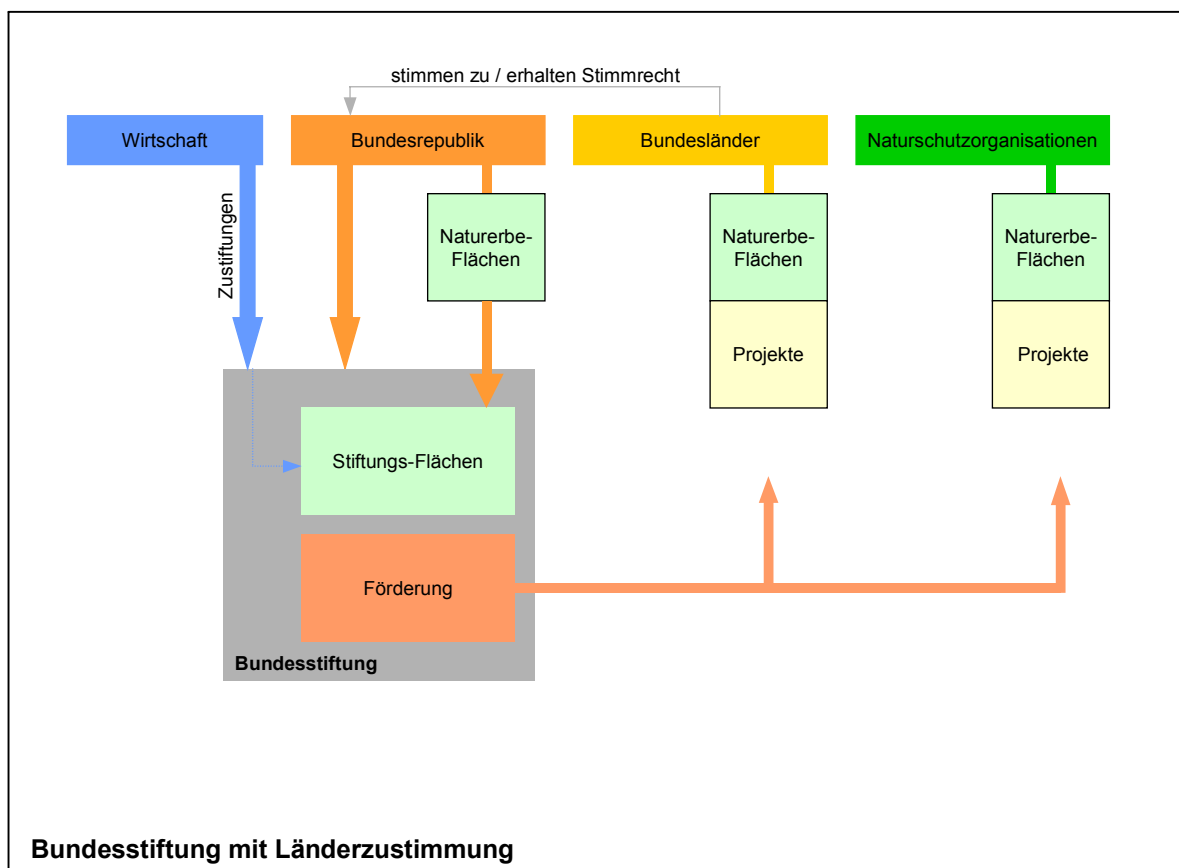 stimmen zu / erhalten Stimmrecht
Wirtschaft
Bundesrepublik
Bundesländer
Naturschutzorganisationen
Zustiftungen
Naturerbe-
Flächen
Naturerbe-
Flächen
Naturerbe-
Flächen
Projekte
Projekte
Stiftungs-Flächen
Förderung
Bundesstiftung
Bundesstiftung mit Länderzustimmung